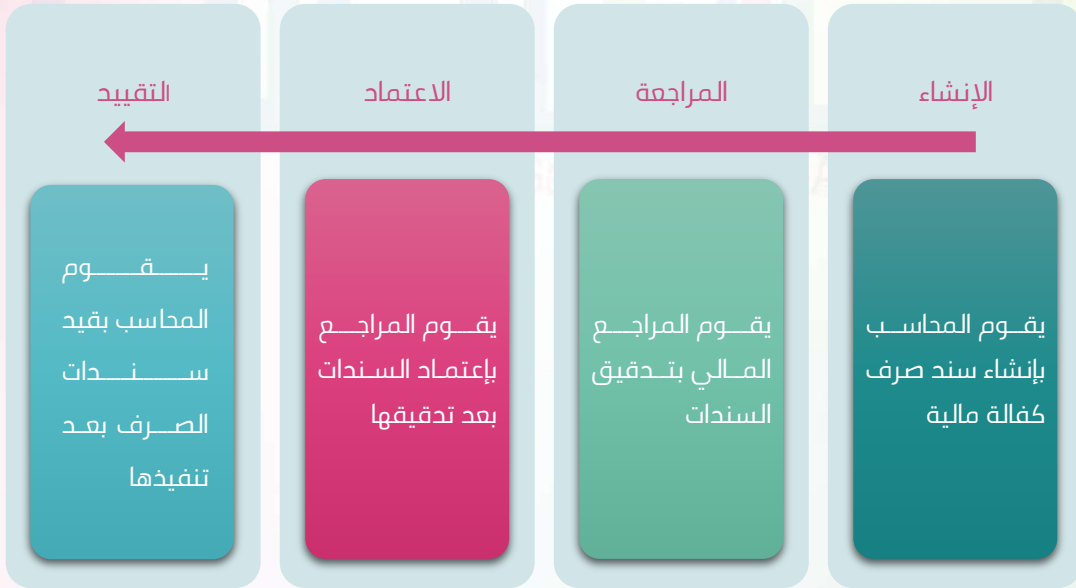 الإنشاء
المراجعة
الاعتماد
التقييد
يقوم المحاسب
بإنشاء سند صرف
كفالة مالية
يقوم المراجع
المالي بتدقيق
السندات
يقوم المراجع
بإعتماد السندات
بعد تدقيقها
يقوم
المحاسب بقيد
سندات
الصرف بعد
تنفيذها